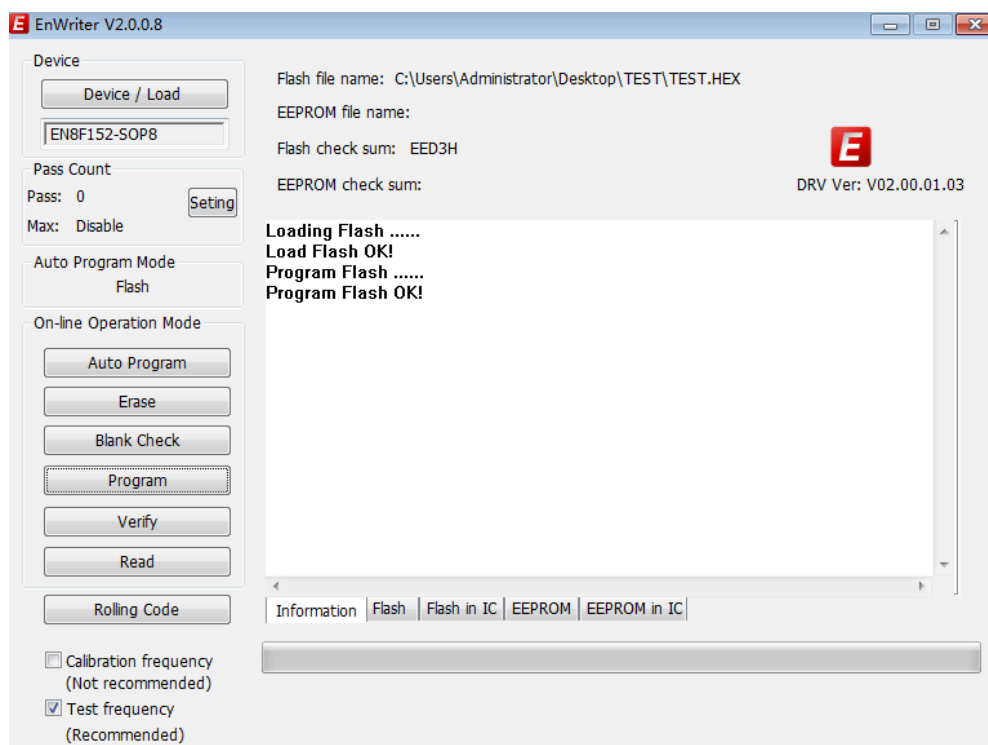 E EnWriter V2.0.0.8
Device
Device / Load
EN8F152-SOP8
Pass Count
Pass: 0
Seting
Max: Disable
Auto Program Mode
Flash
On-line Operation Mode
Auto Program
Erase
Blank Check
Program
Verify
Read
Rolling Code
Calibration frequency
(Not recommended)
Test frequency
(Recommended)
Flash file name: C:\Users\Administrator\Desktop\TEST\TEST.HEX
EEPROM file name:
Flash check sum: EED3H
EEPROM check sum:
E
DRV Ver: V02.00.01.03
Loading Flash ......
Load Flash OK!
Program Flash ......
Program Flash OK!
Information Flash Flash in IC EEPROM EEPROM in IC